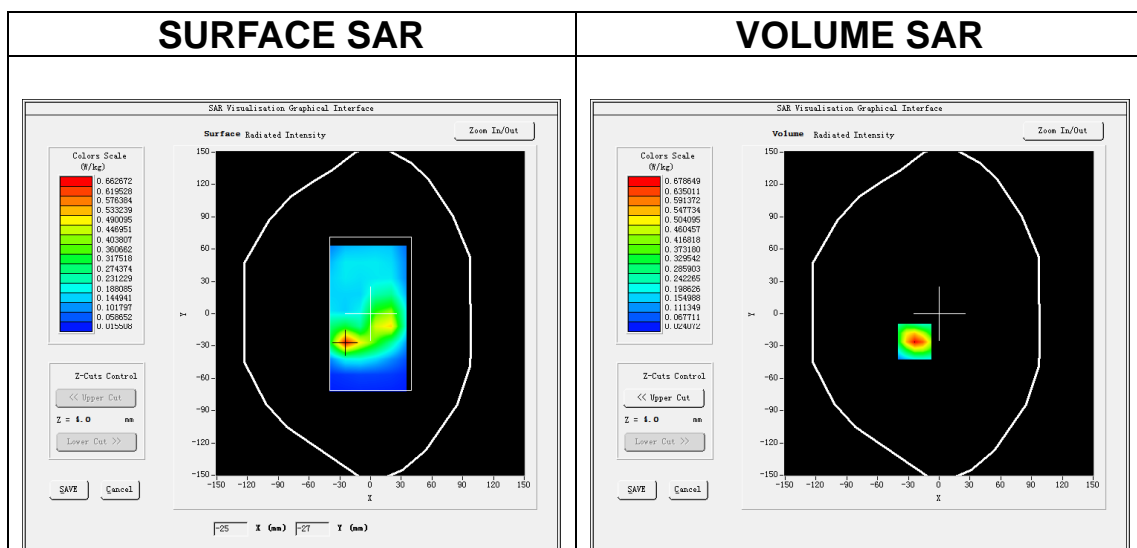 SURFACE SAR
VOLUME SAR
SAR Visualisation Graphical Interface
Surface Radiated Intensity
Zoom In/Out
Colors Scale
(W/kg)
0.662672
0.619528
0.576384
0.533239
0.490095
0.446951
0.403807
0.360662
0.317518
0.274374
0.231229
0.188085
0.144941
0.101797
0.058652
0.015508
150
120
90
60
30
0
-30
-60
-90
-120
-150
Y
-150 -120 -90 -60 -30 0 30 60 90 120 150
X
Z-Cuts Control
<< Upper Cut
Z = 4.0 mm
Lower Cut >>
SAVE Cancel
-25 X (mm) -27 Y (mm)
SAR Visualisation Graphical Interface
Volume Radiated Intensity
Zoom In/Out
Colors Scale
(W/kg)
0.678649
0.635011
0.591372
0.547734
0.504095
0.460457
0.416818
0.373180
0.329542
0.285903
0.242265
0.198626
0.154988
0.111349
0.067711
0.024072
150
120
90
60
30
0
-30
-60
-90
-120
-150
Y
-150 -120 -90 -60 -30 0 30 60 90 120 150
X
Z-Cuts Control
<< Upper Cut
Z = 4.0 mm
Lower Cut >>
SAVE Cancel